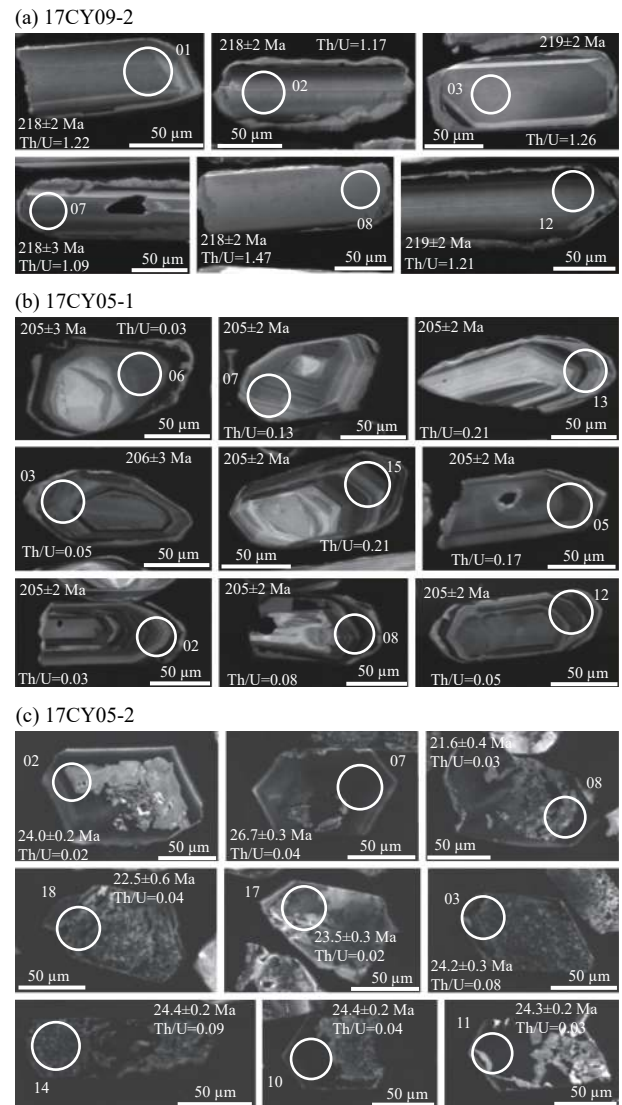 (a) 17CY09-2
01
218±2 Ma
Th/U=1.22
50 µm
218±2 Ma
Th/U=1.17
02
50 µm
219±2 Ma
03
Th/U=1.26
50 µm
07
218±3 Ma
Th/U=1.09
50 µm
08
218±2 Ma
Th/U=1.47
50 µm
12
219±2 Ma
Th/U=1.21
50 µm
(b) 17CY05-1
205±3 Ma
Th/U=0.03
06
50 µm
205±2 Ma
07
Th/U=0.13
50 µm
205±2 Ma
13
Th/U=0.21
50 µm
03
206±3 Ma
Th/U=0.05
50 µm
205±2 Ma
15
Th/U=0.21
50 µm
205±2 Ma
05
Th/U=0.17
50 µm
205±2 Ma
02
Th/U=0.03
50 µm
205±2 Ma
08
Th/U=0.08
50 µm
205±2 Ma
12
Th/U=0.05
50 µm
(c) 17CY05-2
02
24.0±0.2 Ma
Th/U=0.02
50 µm
07
26.7±0.3 Ma
Th/U=0.04
50 µm
21.6±0.4 Ma
Th/U=0.03
08
50 µm
18
22.5±0.6 Ma
Th/U=0.04
50 µm
17
23.5±0.3 Ma
Th/U=0.02
50 µm
03
24.2±0.3 Ma
Th/U=0.08
50 µm
24.4±0.2 Ma
Th/U=0.09
14
50 µm
24.4±0.2 Ma
Th/U=0.04
10
50 µm
11
24.3±0.2 Ma
Th/U=0.03
50 µm